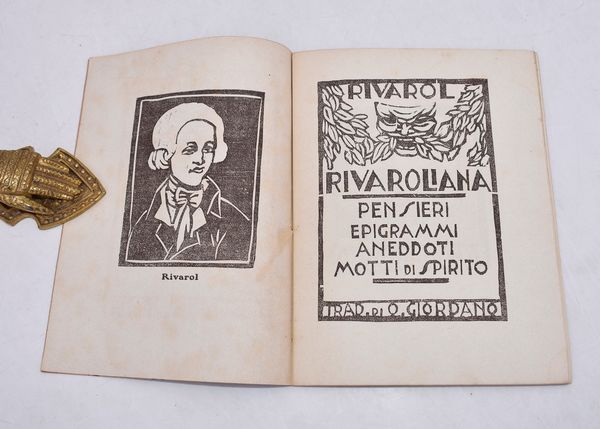 Rivarol
RIVAROL
RIVAROLIANA
PENSIERI
EPIGRAMMI
ANEDDOTI
MOTTI DI SPIRITO
TRAD. DI O. GIORDANO